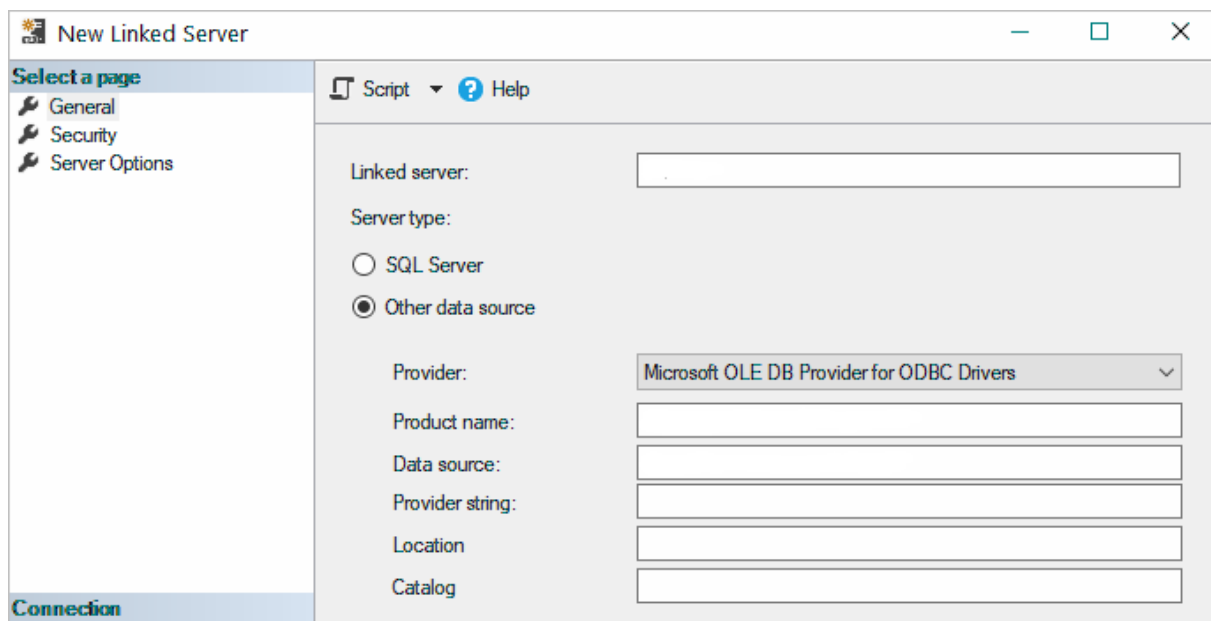 New Linked Server
Select a page
General
Security
Server Options
Connection
Script
Help
Linked server:
Server type:
SQL Server
Other data source
Provider:
Microsoft OLE DB Provider for ODBC Drivers
Product name:
Data source:
Provider string:
Location
Catalog